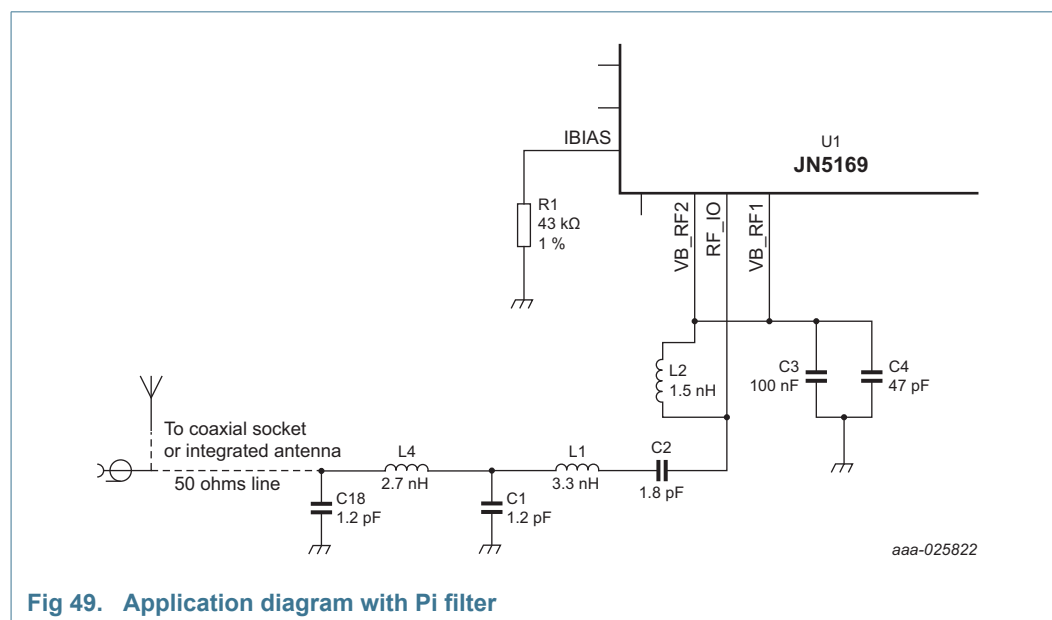 IBIAS
U1
JN5169
R1
43 kΩ
1 %
VB_RF2
RF_IO
VB_RF1
L2
1.5 nH
C3
100 nF
C4
47 pF
To coaxial socket
or integrated antenna
50 ohms line
L4
2.7 nH
L1
3.3 nH
C2
1.8 pF
C18
1.2 pF
C1
1.2 pF
aaa-025822
Fig 49. Application diagram with Pi filter